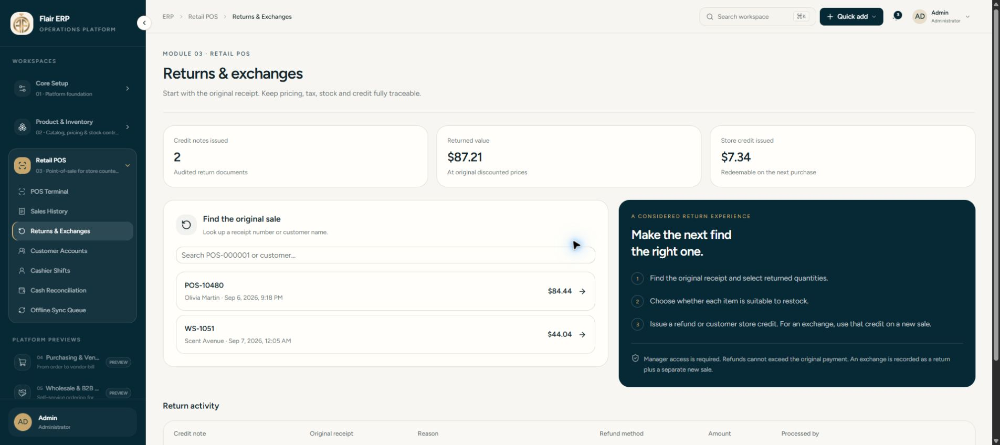 Flair ERP
OPERATIONS PLATFORM
WORKSPACES
Core Setup
01 · Platform foundation
Product & Inventory
02 · Catalog, pricing & stock contr...
Retail POS
03 · Point-of-sale for store counte...
POS Terminal
Sales History
Returns & Exchanges
Customer Accounts
Cashier Shifts
Cash Reconciliation
Offline Sync Queue
PLATFORM PREVIEWS
04 Purchasing & Ven...
From order to vendor bill
PREVIEW
05 Wholesale & B2B ...
Self-service ordering for
PREVIEW
AD
Admin
Administrator
ERP > Retail POS > Returns & Exchanges
Search workspace
⌘K
+ Quick add
3
AD
Admin
Administrator
MODULE 03 · RETAIL POS
Returns & exchanges
Start with the original receipt. Keep pricing, tax, stock and credit fully traceable.
Credit notes issued
2
Audited return documents
Returned value
$87.21
At original discounted prices
Store credit issued
$7.34
Redeemable on the next purchase
Find the original sale
Look up a receipt number or customer name.
Search POS-000001 or customer...
POS-10480
Olivia Martin · Sep 6, 2026, 9:18 PM
$84.44
WS-1051
Scent Avenue · Sep 7, 2026, 12:05 AM
$44.04
A CONSIDERED RETURN EXPERIENCE
Make the next find
the right one.
1 Find the original receipt and select returned quantities.
2 Choose whether each item is suitable to restock.
3 Issue a refund or customer store credit. For an exchange, use that credit on a new sale.
Manager access is required. Refunds cannot exceed the original payment. An exchange is recorded as a return
plus a separate new sale.
Return activity
Credit note Original receipt Reason Refund method Amount Processed by